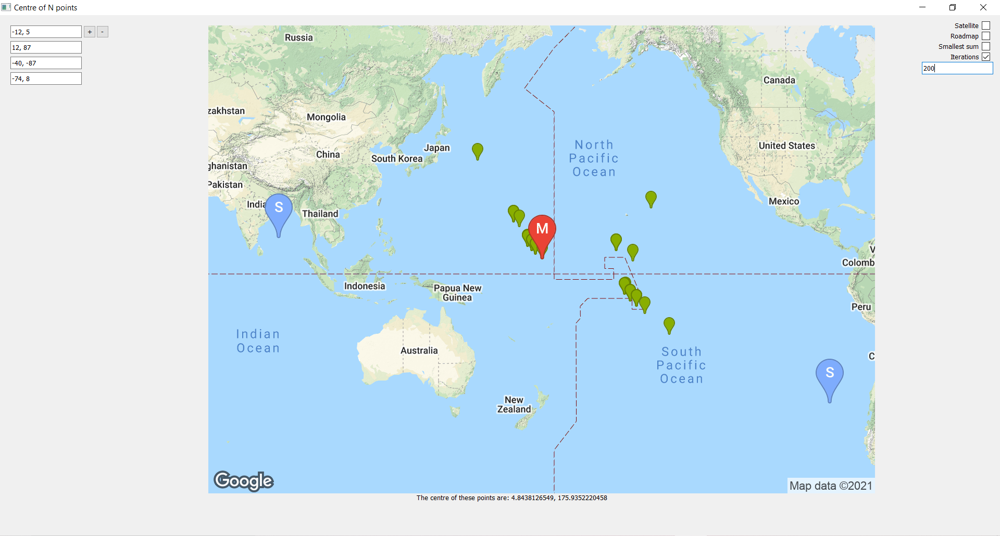 Centre of N points
-12, 5
+
-
12, 87
-40, -87
-74, 8
Satellite
Roadmap
Smallest sum
Iterations
200
Russia
Canada
zakhstan
Mongolia
North
Pacific
Ocean
United States
Japan
China
South Korea
ghanistan
Pakistan
India
S
Thailand
Mexico
M
V
Colomb
Indonesia
Papua New
Guinea
Peru
Indian
Ocean
Australia
South
Pacific
Ocean
C
S
New
Zealand
Google
Map data ©2021
The centre of these points are: 4.8438126549, 175.9352220458